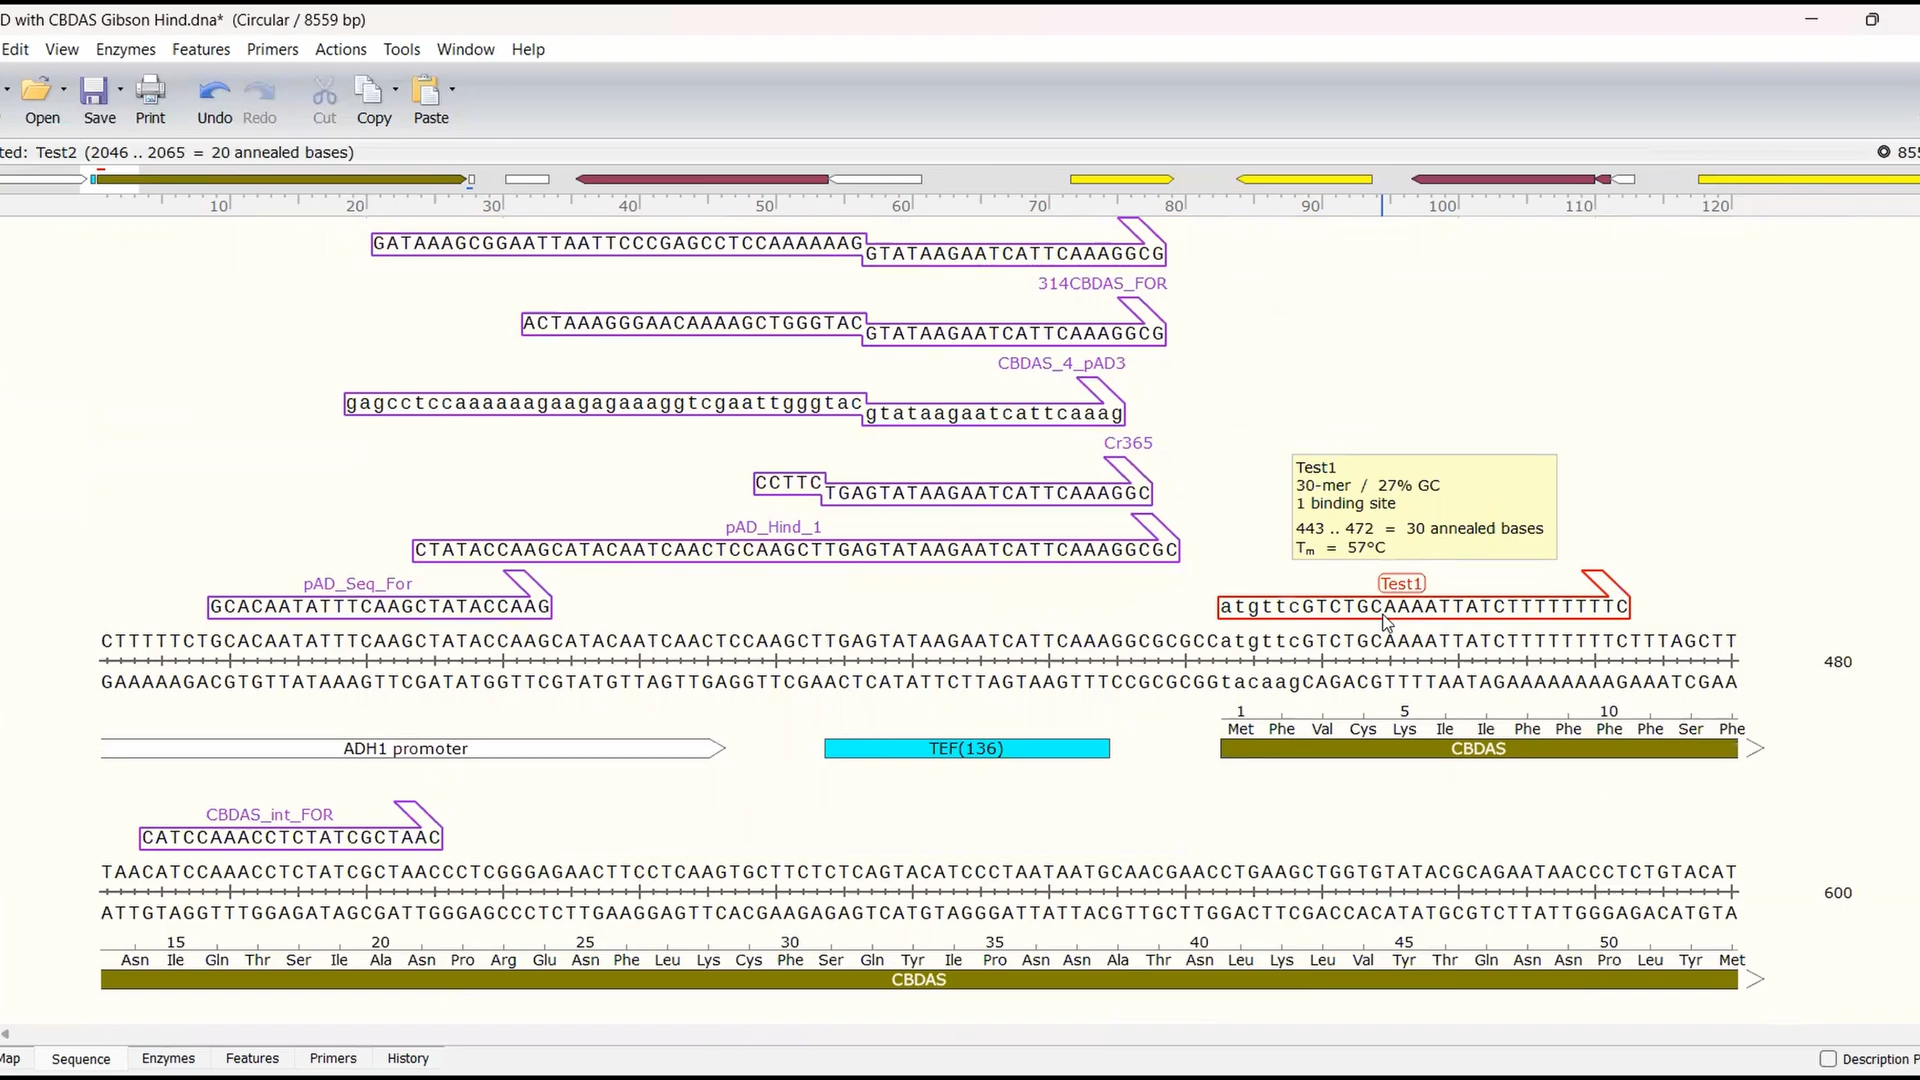 D with CBDAS Gibson Hind.dna* (Circular / 8559 bp)
Edit View Enzymes Features Primers Actions Tools Window Help
Open Save Print Undo Redo Cut Copy Paste
ted: Test2 (2046 .. 2065 = 20 annealed bases)
855
10 20 30 40 50 60 70 80 90 100 110 120
GATAAAGCGGAATTAATTCCCGAGCCTCCAAAAAAG
GTATAAGAATCATTCAAAGGCG
314CBDAS_FOR
ACTAAAGGGAACAAAAGCTGGGTAC
GTATAAGAATCATTCAAAGGCG
CBDAS_4_pAD3
gagcctccaaaaaagaagagaaaggtcgaattgggtac
gtataagaatcattcaaag
Cr365
CCTTC
TGAGTATAAGAATCATTCAAAGGC
Test1
30-mer / 27% GC
1 binding site
443 .. 472 = 30 annealed bases
Tm = 57°C
pAD_Hind_1
CTATACCAAGCATACAATCAACTCCAAGCTTGAGTATAAGAATCATTCAAAGGCGC
pAD_Seq_For
GCACAATATTTCAAGCTATACCAAG
Test1
atgttcGTCTGCAAAATTATCTTTTTTTTC
CTTTTTCTGCACAATATTTCAAGCTATACCAAGCATACAATCAACTCCAAGCTTGAGTATAAGAATCATTCAAAGGCGCGCCatgttcGTCTGCAAAATTATCTTTTTTTTCTTTAGCTT
480
GAAAAAGACGTGTTATAAAGTTCGATATGGTTCGTATGTTAGTTGAGGTTCGAACTCATATTCTTAGTAAGTTTCCGCGCGGtacaagCAGACGTTTTAATAGAAAAAAAAGAAATCGAA
1 5 10
Met Phe Val Cys Lys Ile Ile Phe Phe Phe Phe Ser Phe
ADH1 promoter TEF(136) CBDAS
CBDAS_int_FOR
CATCCAAACCTCTATCGCTAAC
TAACATCCAAACCTCTATCGCTAACCCTCGGGAGAACTTCCTCAAGTGCTTCTCTCAGTACATCCCTAATAATGCAACGAACCTGAAGCTGGTGTATACGCAGAATAACCCTCTGTACAT
600
ATTGTAGGTTTGGAGATAGCGATTGGGAGCCCTCTTGAAGGAGTTCACGAAGAGAGTCATGTAGGGATTATTACGTTGCTTGGACTTCGACCACATATGCGTCTTATTGGGAGACATGTA
15 20 25 30 35 40 45 50
Asn Ile Gln Thr Ser Ile Ala Asn Pro Arg Glu Asn Phe Leu Lys Cys Phe Ser Gln Tyr Ile Pro Asn Asn Ala Thr Asn Leu Lys Leu Val Tyr Thr Gln Asn Asn Pro Leu Tyr Met
CBDAS
Map Sequence Enzymes Features Primers History
Description P